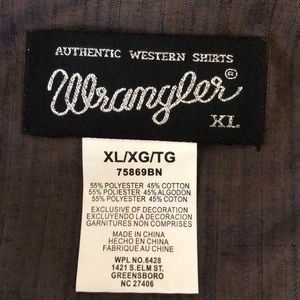 AUTHENTIC WESTERN SHIRTS
Wrangler®
XL
XL/XG/TG
75869BN
55% POLYESTER 45% COTTON
55% POLIESTER 45% ALGODON
55% POLYESTER 45% COTON
EXCLUSIVE OF DECORATION
EXCLUYENDO LA DECORACION
GARNITURES NON COMPRISES
MADE IN CHINA
HECHO EN CHINA
FABRIQUE AU CHINA
WPL NO.6428
1421 S.ELM ST.
GREENSBORO
NC 27406